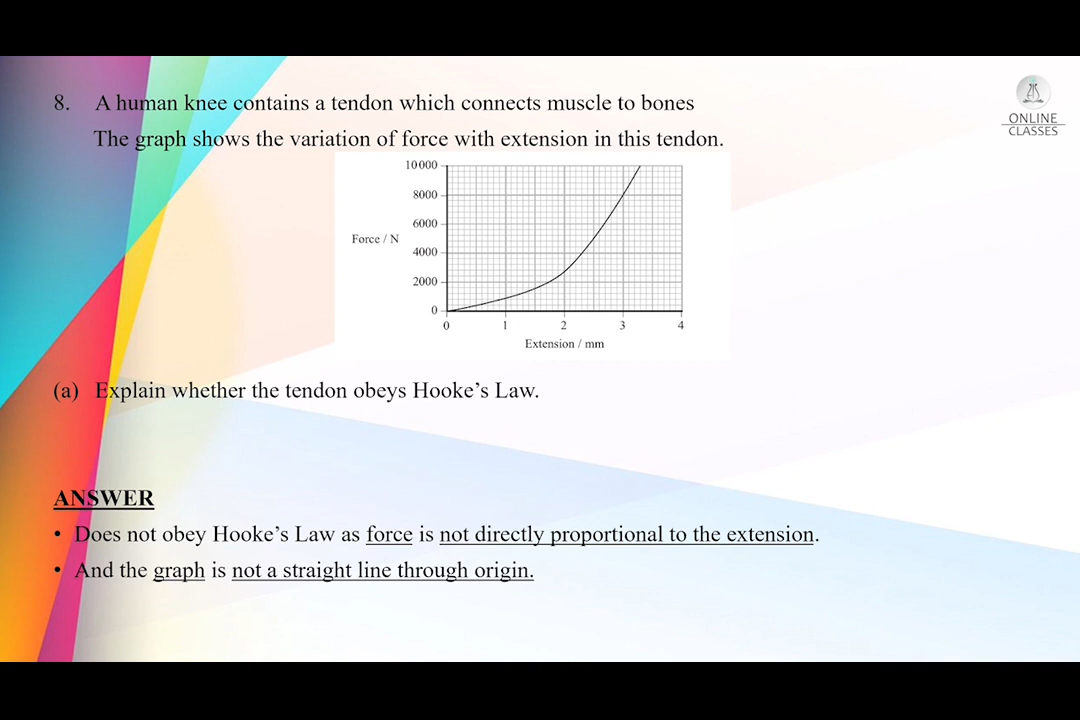 ONLINE
CLASSES
8. A human knee contains a tendon which connects muscle to bones
The graph shows the variation of force with extension in this tendon.
10 000
8000
6000
Force / N
4000
2000
0
0 1 2 3 4
Extension / mm
(a) Explain whether the tendon obeys Hooke’s Law.
ANSWER
• Does not obey Hooke’s Law as force is not directly proportional to the extension.
• And the graph is not a straight line through origin.